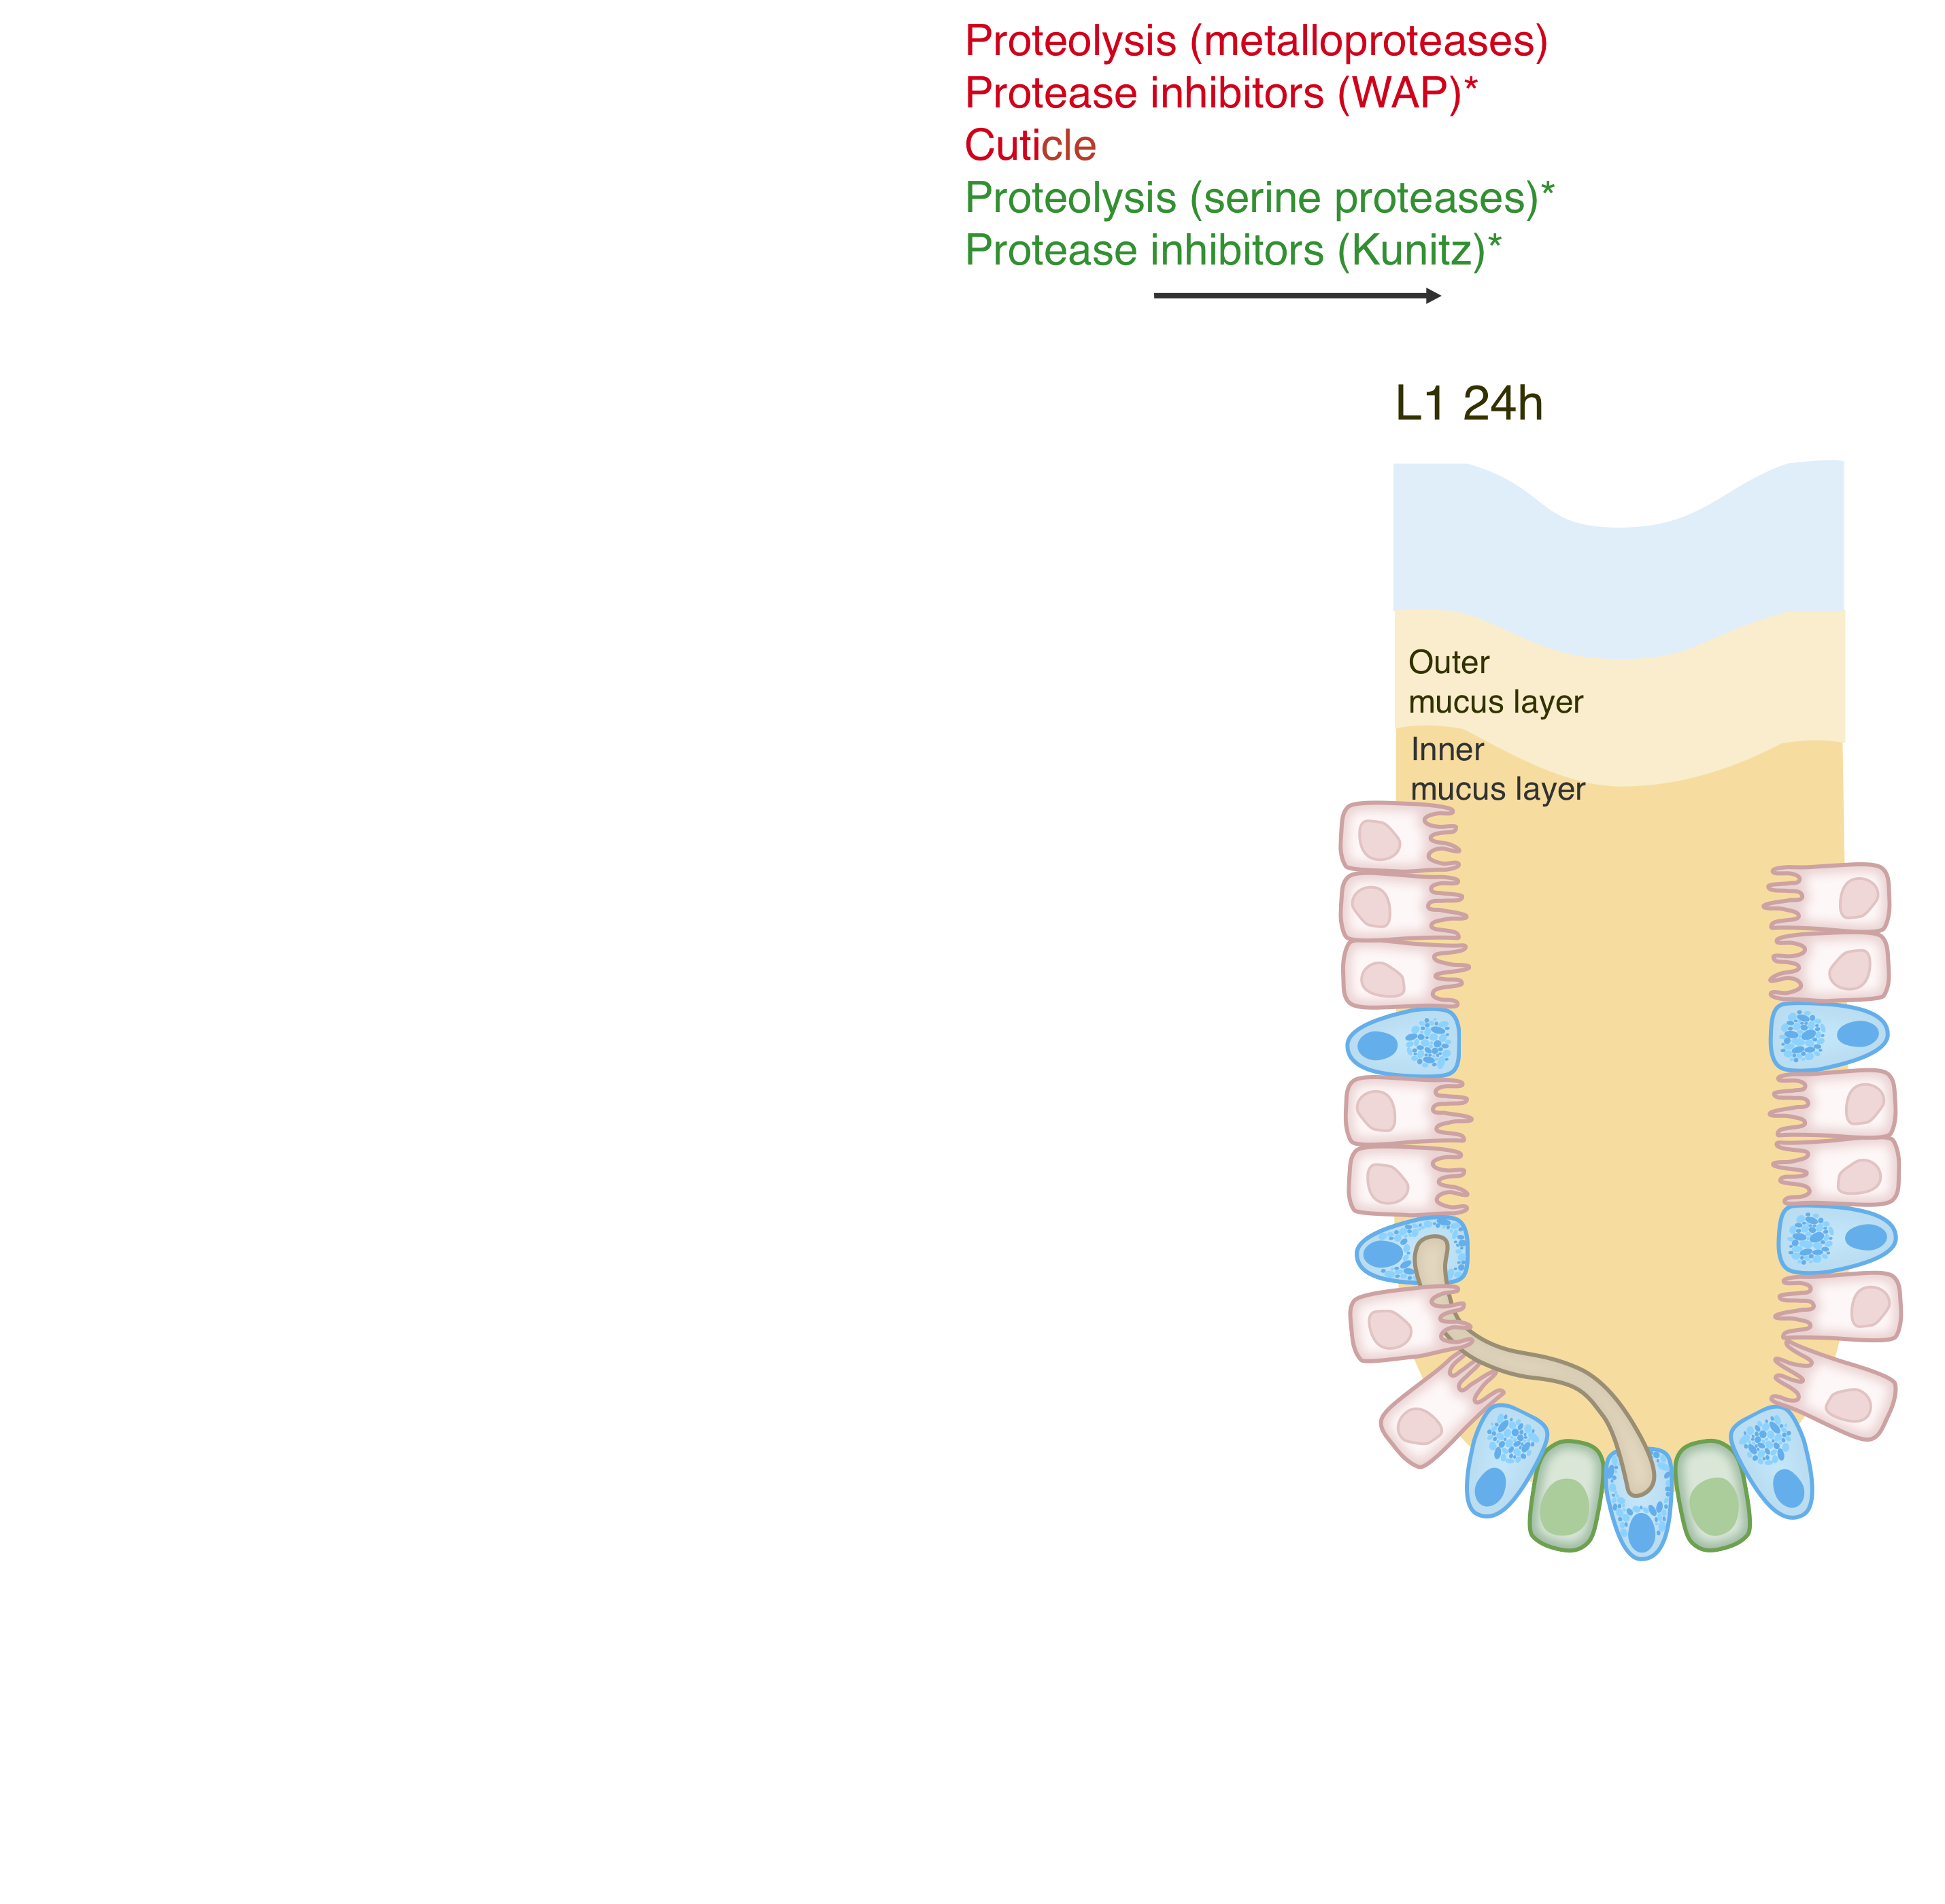 Proteolysis (metalloproteases)
Protease inhibitors (WAP)*
Cuticle
Proteolysis (serine proteases)*
Protease inhibitors (Kunitz)*
L1 24h
Outer
mucus layer
Inner
mucus layer